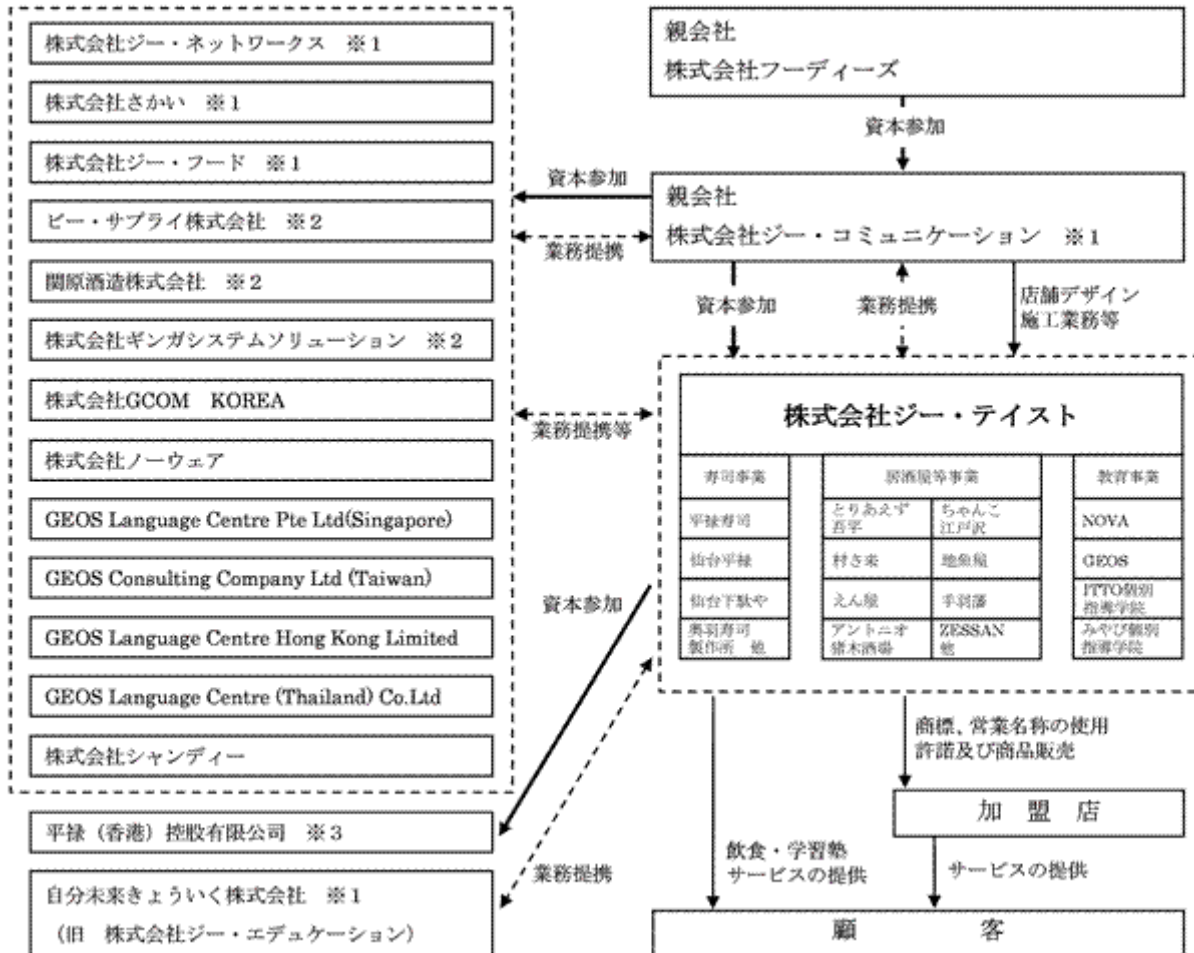 株式会社ジー・ネットワークス ※1
株式会社さかい ※1
株式会社ジー・フード ※1
ビー・サプライ株式会社 ※2
関原酒造株式会社 ※2
株式会社ギンガシステムソリューション ※2
株式会社GCOM KOREA
株式会社ノーウェア
GEOS Language Centre Pte Ltd(Singapore)
GEOS Consulting Company Ltd (Taiwan)
GEOS Language Centre Hong Kong Limited
GEOS Language Centre (Thailand) Co.Ltd
株式会社シャンディー
平禄（香港）控股有限公司 ※3
自分未来きょういく株式会社 ※1
（旧 株式会社ジー・エデュケーション）
資本参加
業務提携
業務提携等
資本参加
業務提携
親会社
株式会社フーディーズ
資本参加
親会社
株式会社ジー・コミュニケーション ※1
資本参加
業務提携
店舗デザイン
施工業務等
株式会社ジー・テイスト
寿司事業
居酒屋等事業
教育事業
平禄寿司
とりあえず
吾平
ちゃんこ
江戸沢
NOVA
仙台平禄
村さ来
地魚屋
GEOS
仙台下駄や
えん屋
手羽藩
ITTO個別
指導学院
奥羽寿司
製作所 他
アントニオ
猪木酒場
ZESSAN
他
みやび個別
指導学院
商標、営業名称の使用
許諾及び商品販売
加 盟 店
飲食・学習塾
サービスの提供
サービスの提供
顧 客